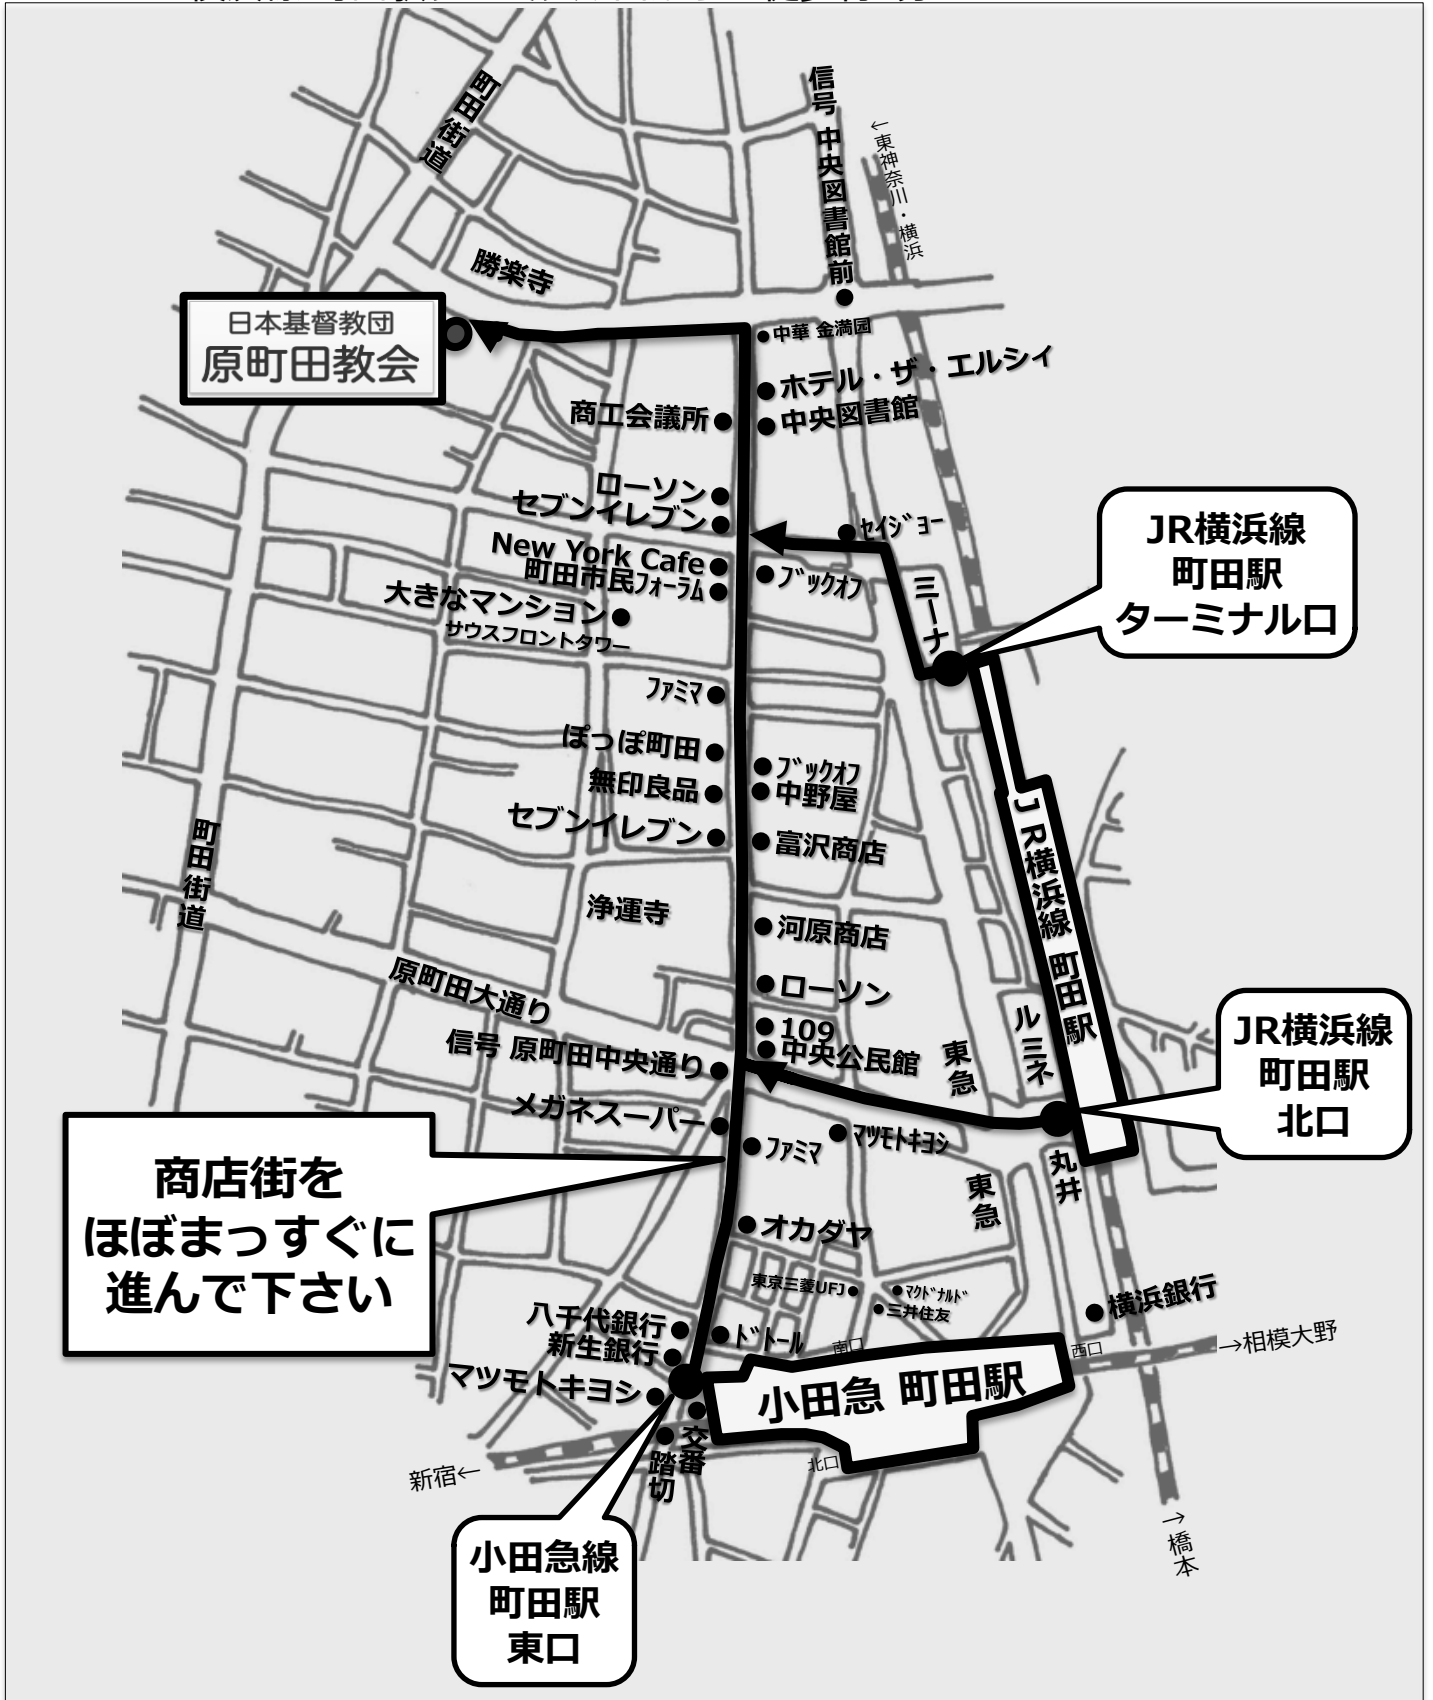 町田街道
信号 中央図書館前
←東神奈川・横浜
勝楽寺
日本基督教団
原町田教会
中華 金満園
ホテル・ザ・エルシィ
中央図書館
商工会議所
ローソン
セブンイレブン
セイジョー
New York Cafe
町田市民フォーラム
ブックオフ
大きなマンション
サウスフロントタワー
ミーナ
JR横浜線
町田駅
ターミナル口
ファミマ
ぽっぽ町田
ブックオフ
無印良品
中野屋
セブンイレブン
富沢商店
町田街道
JR横浜線 町田駅
浄運寺
河原商店
原町田大通り
ローソン
109
中央公民館
信号 原町田中央通り
東急
ルミネ
JR横浜線
町田駅
北口
メガネスーパー
ファミマ
マツモトキヨシ
丸井
東急
商店街を
ほぼまっすぐに
進んで下さい
オカダヤ
東京三菱UFJ
マクドナルド
三井住友
横浜銀行
八千代銀行
新生銀行
ドトール
南口
西口
→相模大野
マツモトキヨシ
小田急 町田駅
交番
踏切
北口
新宿←
→橋本
小田急線
町田駅
東口